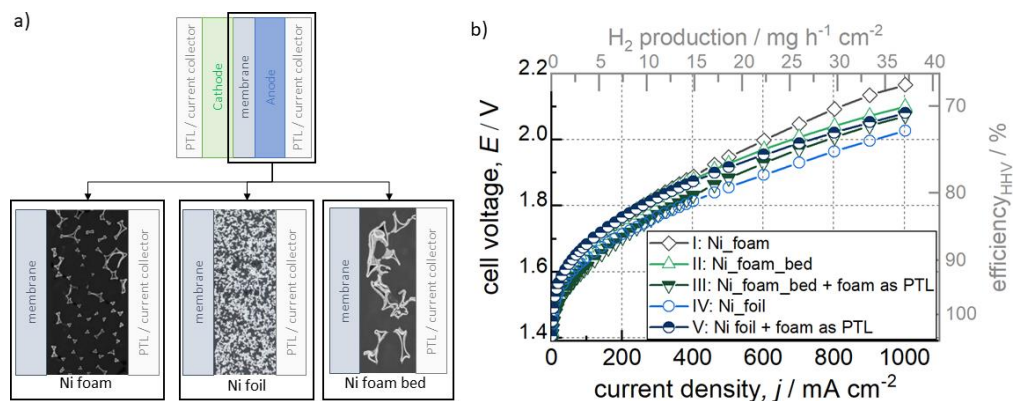 a)
PTL / current collector
Cathode
membrane
Anode
PTL / current collector
membrane
PTL / current collector
Ni foam
membrane
PTL / current collector
Ni foil
membrane
PTL / current collector
Ni foam bed
b)
H2 production / mg h-1 cm-2
0 5 10 15 20 25 30 35 40
cell voltage, E / V
2.2
2.0
1.8
1.6
1.4
efficiencyHHV / %
70
80
90
100
I: Ni_foam
II: Ni_foam_bed
III: Ni_foam_bed + foam as PTL
IV: Ni_foil
V: Ni foil + foam as PTL
0 200 400 600 800 1000
current density, j / mA cm-2